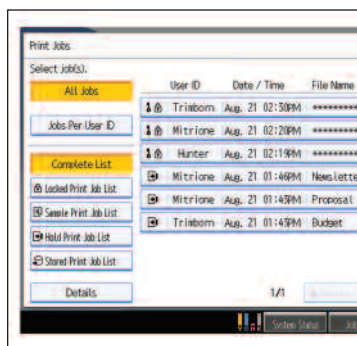 Print Jobs
Select Job(s).
All Jobs
Jobs Per User ID
Complete List
Locked Print Job List
Sample Print Job List
Hold Print Job List
Stored Print Job List
Details
User ID Date / Time File Name
Trimborn Aug. 21 02:50PM ********
Mitrione Aug. 21 02:20PM ********
Hunter Aug. 21 02:19PM ********
Mitrione Aug. 21 01:46PM Newslette
Mitrione Aug. 21 01:45PM Proposal
Trimborn Aug. 21 01:45PM Budget
1/1
System Status Job